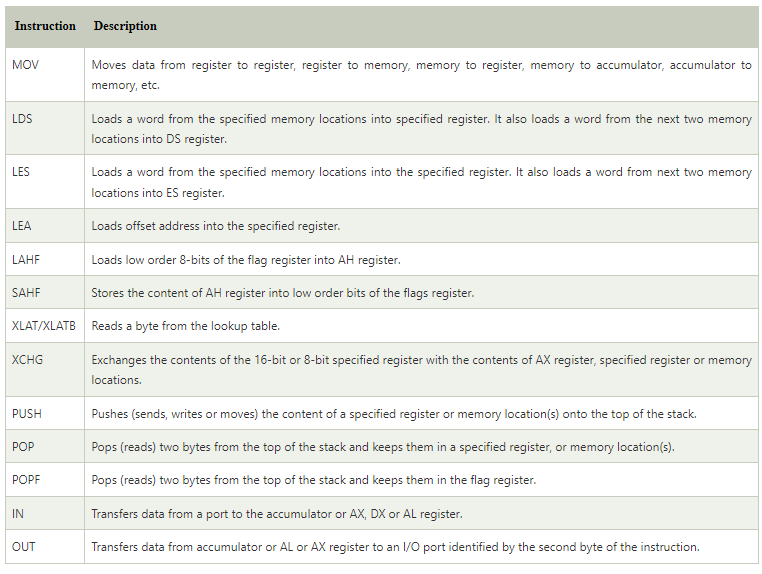 Instruction Description
MOV Moves data from register to register, register to memory, memory to register, memory to accumulator, accumulator to
memory, etc.
LDS Loads a word from the specified memory locations into specified register. It also loads a word from the next two memory
locations into DS register.
LES Loads a word from the specified memory locations into the specified register. It also loads a word from next two memory
locations into ES register.
LEA Loads offset address into the specified register.
LAHF Loads low order 8-bits of the flag register into AH register.
SAHF Stores the content of AH register into low order bits of the flags register.
XLAT/XLATB Reads a byte from the lookup table.
XCHG Exchanges the contents of the 16-bit or 8-bit specified register with the contents of AX register, specified register or memory
locations.
PUSH Pushes (sends, writes or moves) the content of a specified register or memory location(s) onto the top of the stack.
POP Pops (reads) two bytes from the top of the stack and keeps them in a specified register, or memory location(s).
POPF Pops (reads) two bytes from the top of the stack and keeps them in the flag register.
IN Transfers data from a port to the accumulator or AX, DX or AL register.
OUT Transfers data from accumulator or AL or AX register to an I/O port identified by the second byte of the instruction.